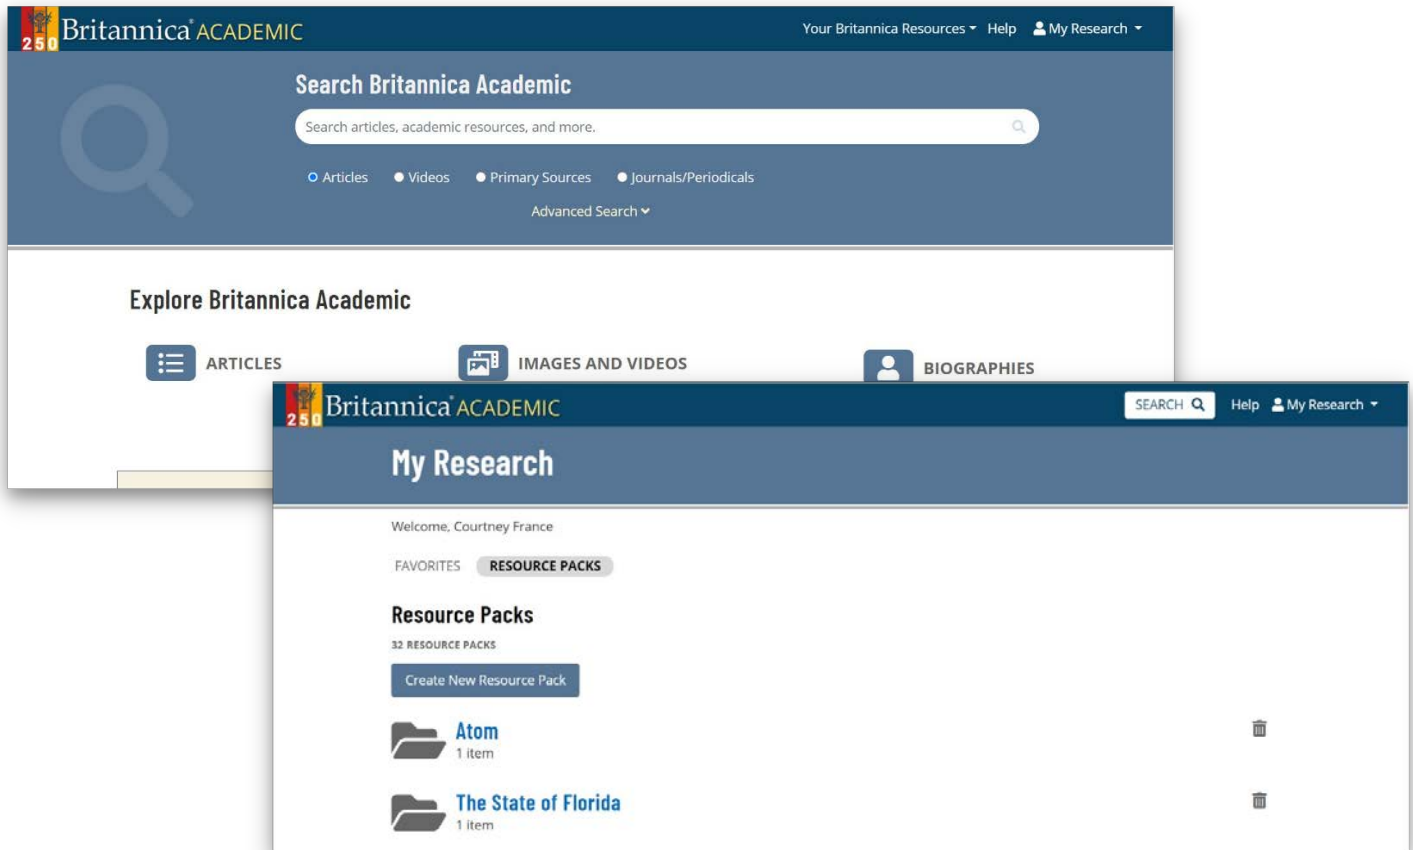 250 Britannica® ACADEMIC
Your Britannica Resources Help My Research
Search Britannica Academic
Search articles, academic resources, and more.
Articles Videos Primary Sources Journals/Periodicals
Advanced Search
Explore Britannica Academic
ARTICLES IMAGES AND VIDEOS BIOGRAPHIES
250 Britannica® ACADEMIC
SEARCH Help My Research
My Research
Welcome, Courtney France
FAVORITES RESOURCE PACKS
Resource Packs
32 RESOURCE PACKS
Create New Resource Pack
Atom
1 item
The State of Florida
1 item